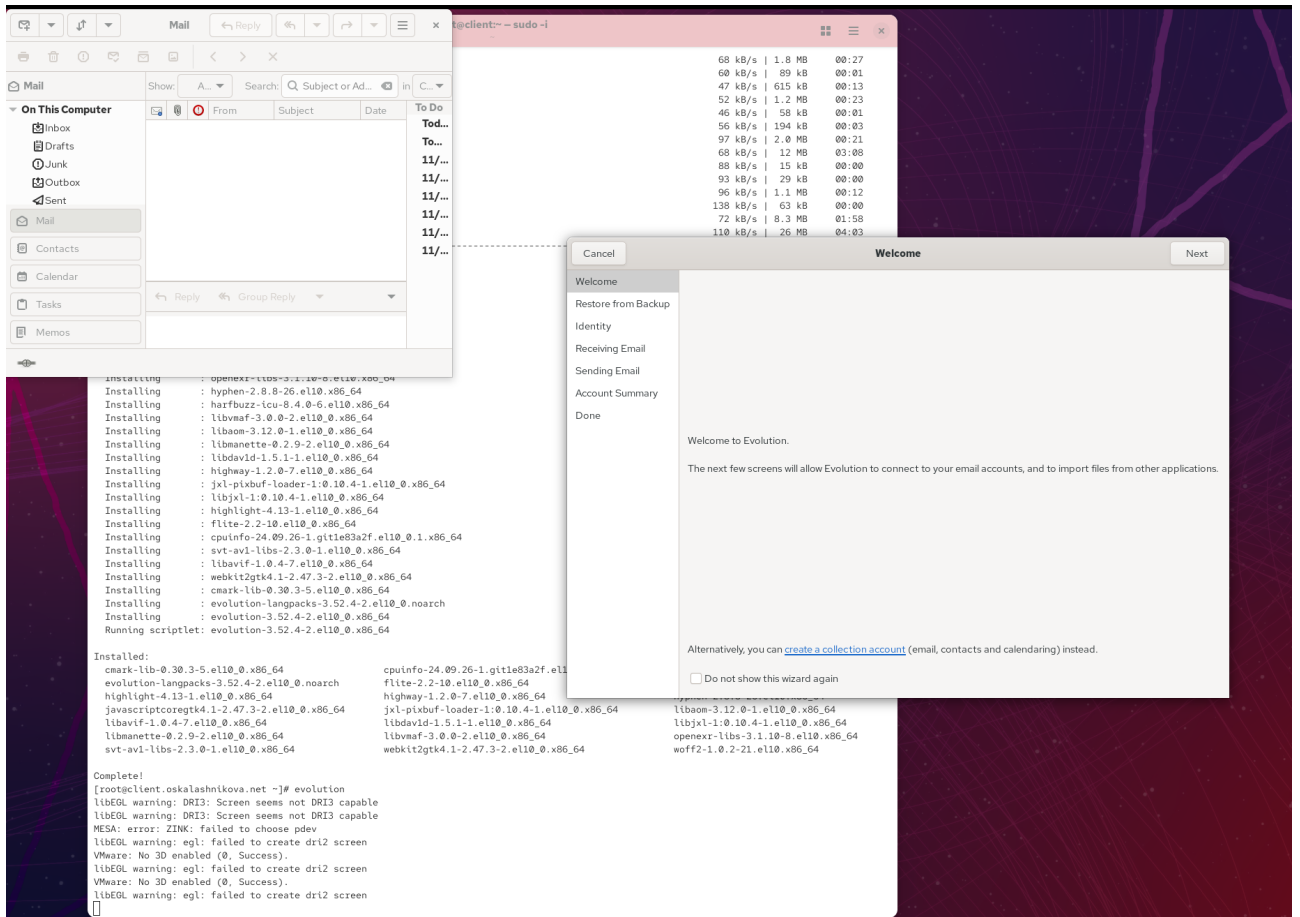 Mail
Reply
t@client:~ — sudo -i
Mail
Show:
A...
Search:
Subject or Ad...
in
C...
On This Computer
Inbox
Drafts
Junk
Outbox
Sent
From
Subject
Date
To Do
Tod...
To...
11/...
11/...
11/...
11/...
11/...
11/...
Mail
Contacts
Calendar
Tasks
Memos
Reply
Group Reply
68 kB/s | 1.8 MB 00:27
60 kB/s | 89 kB 00:01
47 kB/s | 615 kB 00:13
52 kB/s | 1.2 MB 00:23
46 kB/s | 58 kB 00:01
56 kB/s | 194 kB 00:03
97 kB/s | 2.0 MB 00:21
68 kB/s | 12 MB 03:08
88 kB/s | 15 kB 00:00
93 kB/s | 29 kB 00:00
96 kB/s | 1.1 MB 00:12
138 kB/s | 63 kB 00:00
72 kB/s | 8.3 MB 01:58
110 kB/s | 26 MB 04:03
Cancel
Welcome
Next
Welcome
Restore from Backup
Identity
Receiving Email
Sending Email
Account Summary
Done
Welcome to Evolution.
The next few screens will allow Evolution to connect to your email accounts, and to import files from other applications.
Alternatively, you can create a collection account (email, contacts and calendaring) instead.
Do not show this wizard again
Installing : openexr-libs-3.1.10-8.el10.x86_64
Installing : hyphen-2.8.8-26.el10.x86_64
Installing : harfbuzz-icu-8.4.0-6.el10.x86_64
Installing : libvmaf-3.0.0-2.el10_0.x86_64
Installing : libaom-3.12.0-1.el10_0.x86_64
Installing : libmanette-0.2.9-2.el10_0.x86_64
Installing : libdav1d-1.5.1-1.el10_0.x86_64
Installing : highway-1.2.0-7.el10_0.x86_64
Installing : jxl-pixbuf-loader-1:0.10.4-1.el10_0.x86_64
Installing : libjxl-1:0.10.4-1.el10_0.x86_64
Installing : highlight-4.13-1.el10_0.x86_64
Installing : flite-2.2-10.el10_0.x86_64
Installing : cpuinfo-24.09.26-1.git1e83a2f.el10_0.1.x86_64
Installing : svt-av1-libs-2.3.0-1.el10_0.x86_64
Installing : libavif-1.0.4-7.el10_0.x86_64
Installing : webkit2gtk4.1-2.47.3-2.el10_0.x86_64
Installing : cmark-lib-0.30.3-5.el10_0.x86_64
Installing : evolution-langpacks-3.52.4-2.el10_0.noarch
Installing : evolution-3.52.4-2.el10_0.x86_64
Running scriptlet: evolution-3.52.4-2.el10_0.x86_64
Installed:
cmark-lib-0.30.3-5.el10_0.x86_64 cpuinfo-24.09.26-1.git1e83a2f.el1
evolution-langpacks-3.52.4-2.el10_0.noarch flite-2.2-10.el10_0.x86_64
highlight-4.13-1.el10_0.x86_64 highway-1.2.0-7.el10_0.x86_64
javascriptcoregtk4.1-2.47.3-2.el10_0.x86_64 jxl-pixbuf-loader-1:0.10.4-1.el10_0.x86_64 libaom-3.12.0-1.el10_0.x86_64
libavif-1.0.4-7.el10_0.x86_64 libdav1d-1.5.1-1.el10_0.x86_64 libjxl-1:0.10.4-1.el10_0.x86_64
libmanette-0.2.9-2.el10_0.x86_64 libvmaf-3.0.0-2.el10_0.x86_64 openexr-libs-3.1.10-8.el10.x86_64
svt-av1-libs-2.3.0-1.el10_0.x86_64 webkit2gtk4.1-2.47.3-2.el10_0.x86_64 woff2-1.0.2-21.el10.x86_64
Complete!
[root@client.oskalashnikova.net ~]# evolution
libEGL warning: DRI3: Screen seems not DRI3 capable
libEGL warning: DRI3: Screen seems not DRI3 capable
MESA: error: ZINK: failed to choose pdev
libEGL warning: egl: failed to create dri2 screen
VMware: No 3D enabled (0, Success).
libEGL warning: egl: failed to create dri2 screen
VMware: No 3D enabled (0, Success).
libEGL warning: egl: failed to create dri2 screen